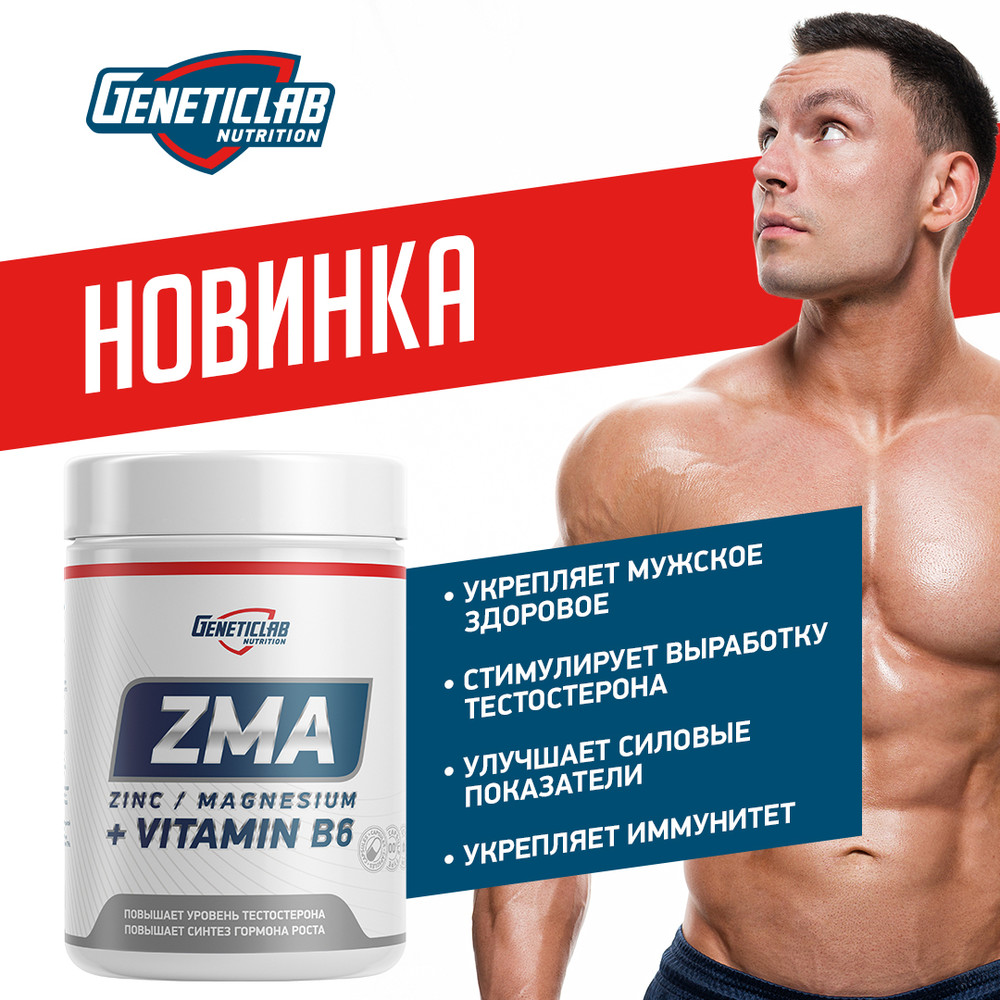 GENETICLAB
NUTRITION
НОВИНКА
• УКРЕПЛЯЕТ МУЖСКОЕ
ЗДОРОВОЕ
• СТИМУЛИРУЕТ ВЫРАБОТКУ
ТЕСТОСТЕРОНА
• УЛУЧШАЕТ СИЛОВЫЕ
ПОКАЗАТЕЛИ
• УКРЕПЛЯЕТ ИММУНИТЕТ
GENETICLAB
NUTRITION
ZMA
ZINC / MAGNESIUM
+ VITAMIN B6
ПОВЫШАЕТ УРОВЕНЬ ТЕСТОСТЕРОНА
ПОВЫШАЕТ СИНТЕЗ ГОРМОНА РОСТА